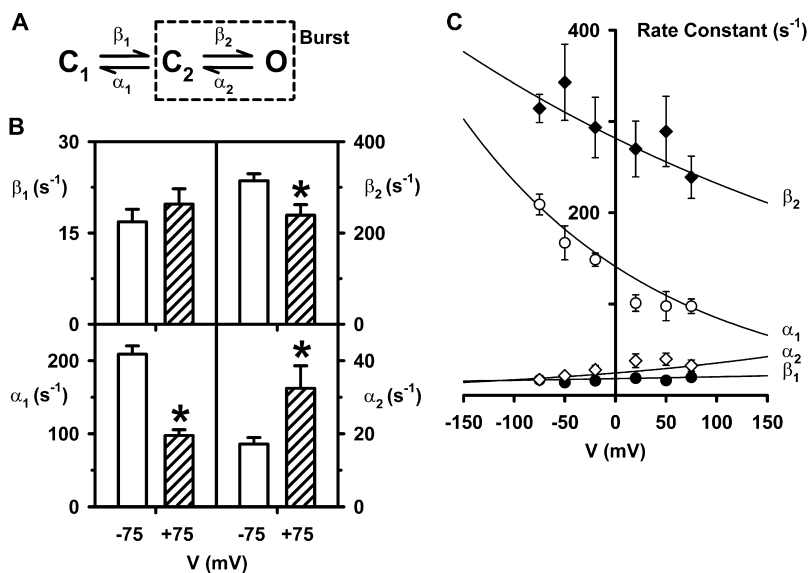 A
C1 β1 α1 C2 β2 α2 O Burst
B
30
15
0
β1 (s-1)
400
200
0
β2 (s-1)
* 
200
100
0
α1 (s-1)
*
40
20
0
α2 (s-1)
*
-75 +75 -75 +75
V (mV)
C
400 Rate Constant (s-1)
200
β2
α1
α2
β1
-150 -100 -50 0 50 100 150
V (mV)